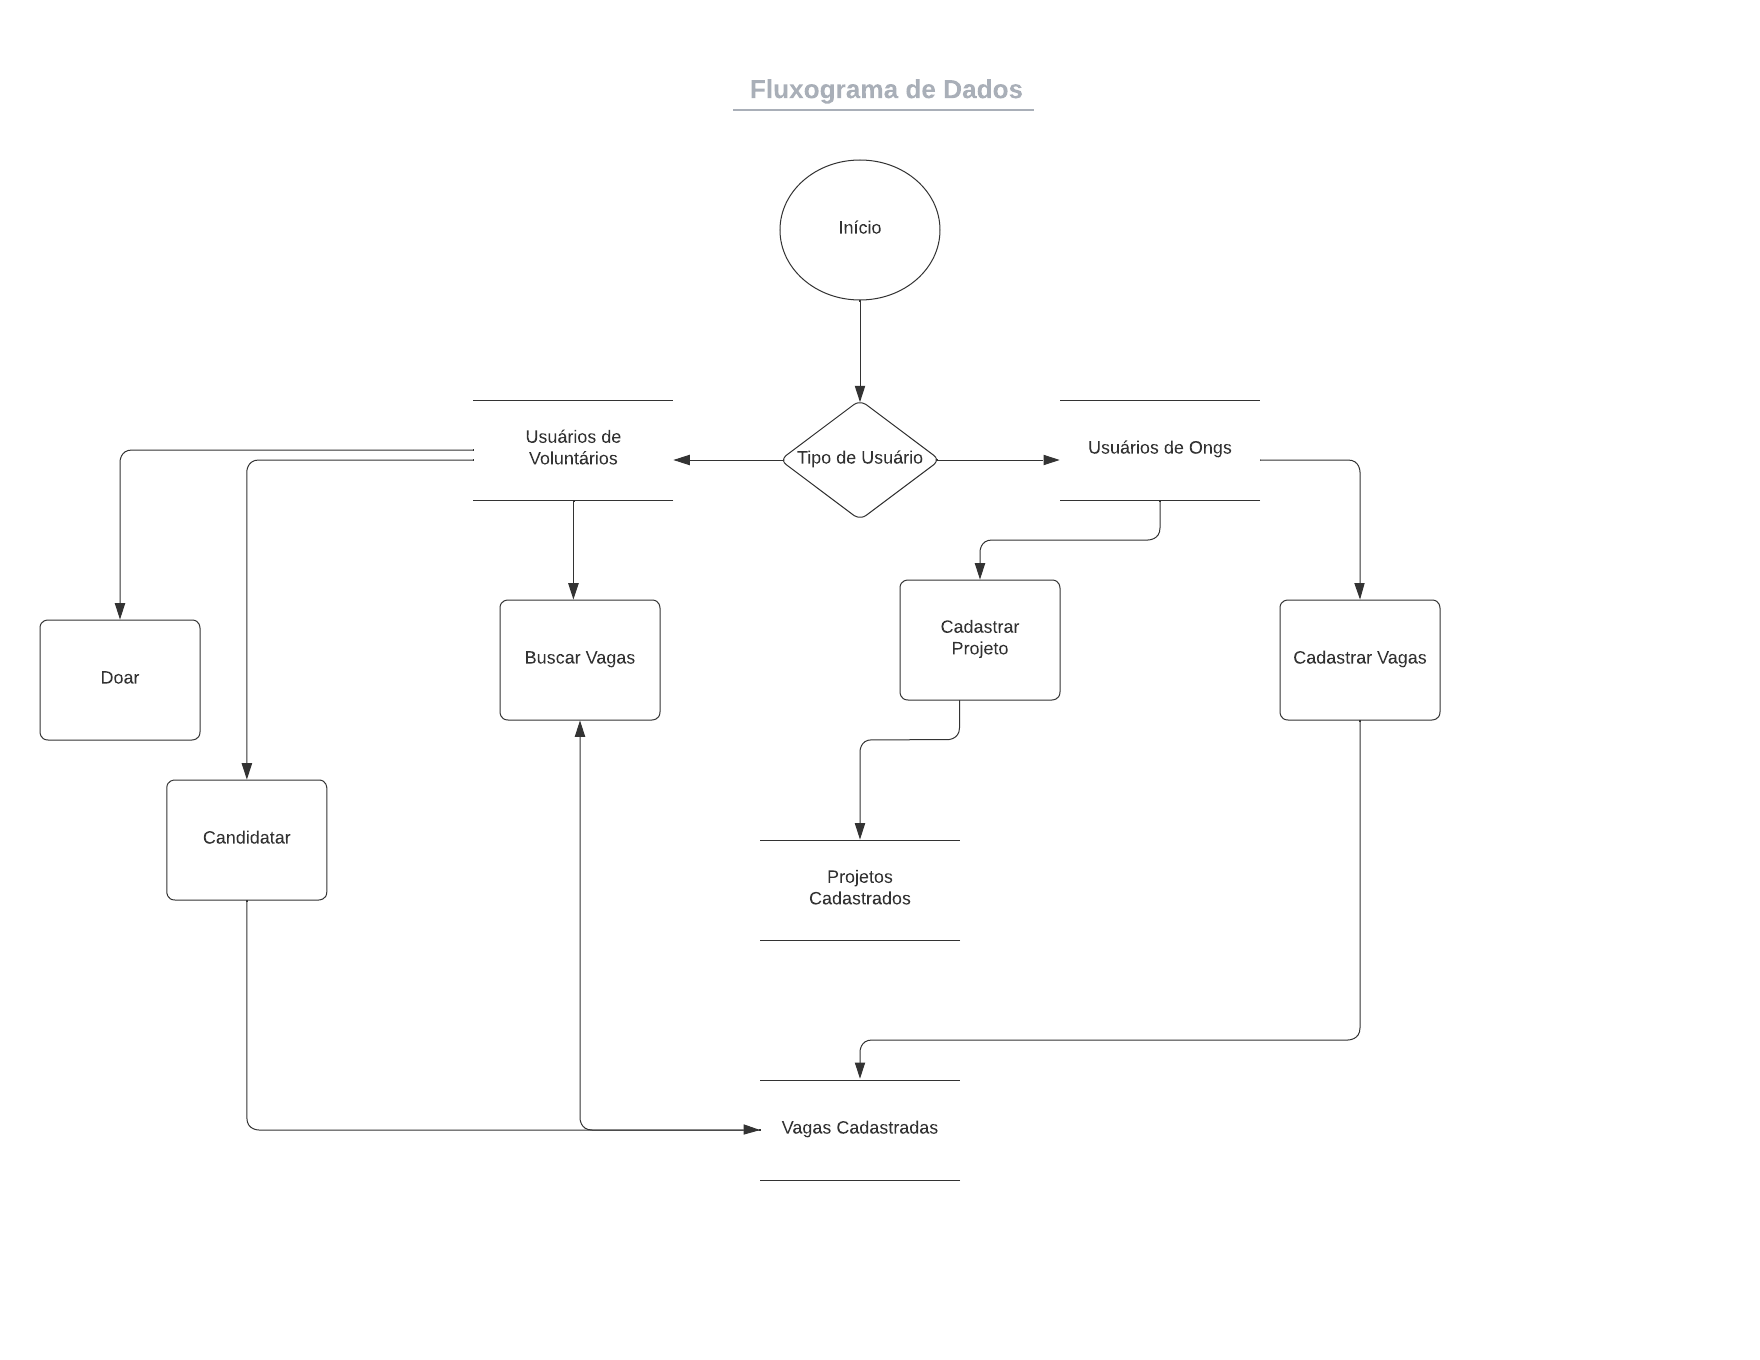 Fluxograma de Dados
Início
Usuários de
Voluntários
Tipo de Usuário
Usuários de Ongs
Doar
Buscar Vagas
Cadastrar
Projeto
Cadastrar Vagas
Candidatar
Projetos
Cadastrados
Vagas Cadastradas